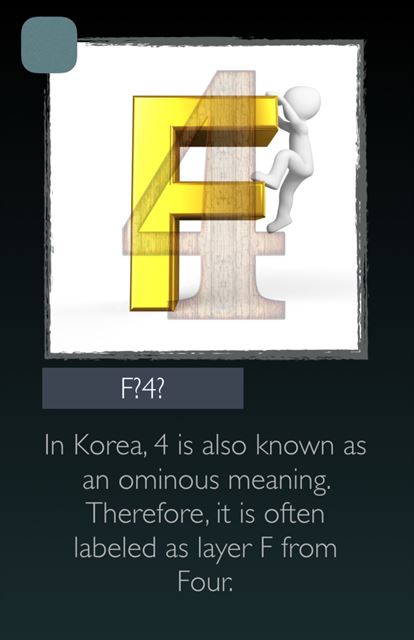 F 4
F?4?
In Korea, 4 is also known as
an ominous meaning.
Therefore, it is often
labeled as layer F from
Four.